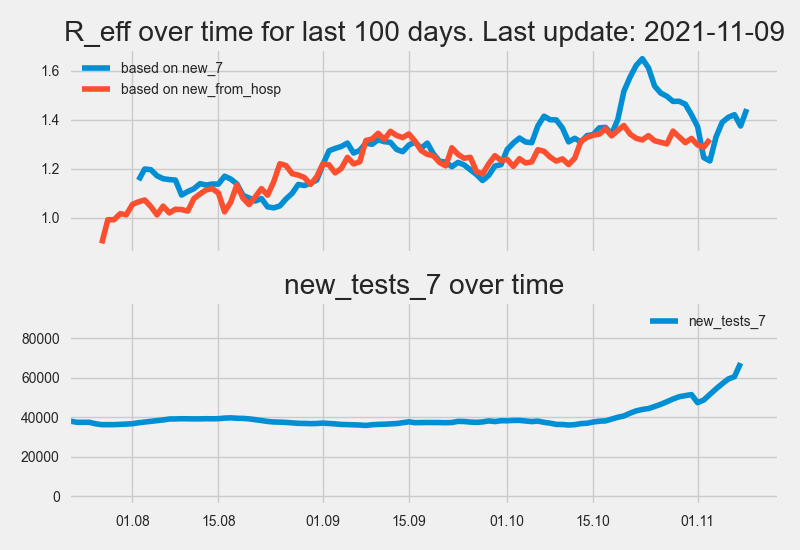 R_eff over time for last 100 days. Last update: 2021-11-09
based on new_7
based on new_from_hosp
1.6
1.4
1.2
1.0
new_tests_7 over time
new_tests_7
80000
60000
40000
20000
0
01.08 15.08 01.09 15.09 01.10 15.10 01.11